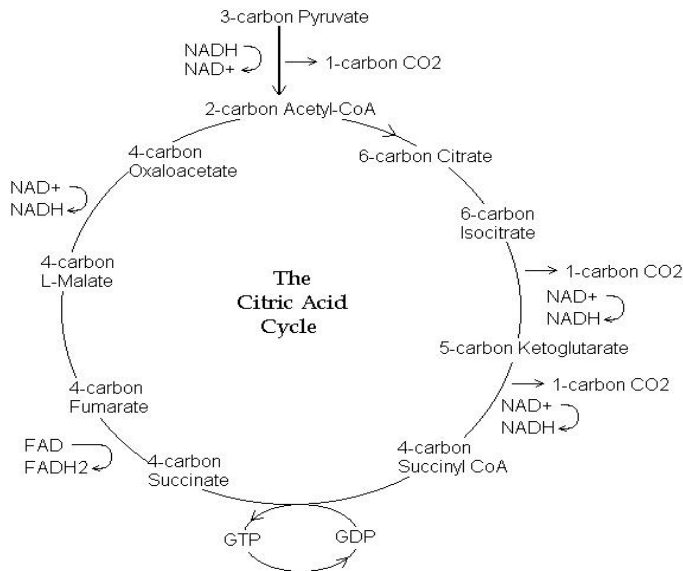 3-carbon Pyruvate
NADH
NAD+
1-carbon CO2
2-carbon Acetyl-CoA
4-carbon
Oxaloacetate
6-carbon Citrate
NAD+
NADH
6-carbon
Isocitrate
4-carbon
L-Malate
The
Citric Acid
Cycle
1-carbon CO2
NAD+
NADH
5-carbon Ketoglutarate
4-carbon
Fumarate
1-carbon CO2
NAD+
NADH
FAD
FADH2
4-carbon
Succinate
4-carbon
Succinyl CoA
GTP
GDP